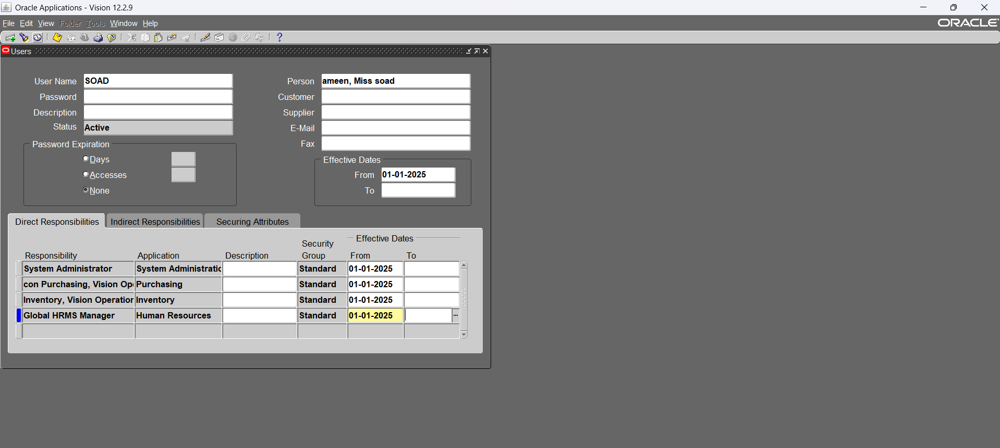 Oracle Applications - Vision 12.2.9
File Edit View Folder Tools Window Help
ORACLE
Users
User Name SOAD
Password
Description
Status Active
Person ameen, Miss soad
Customer
Supplier
E-Mail
Fax
Password Expiration
Days
Accesses
None
Effective Dates
From 01-01-2025
To
Direct Responsibilities Indirect Responsibilities Securing Attributes
Effective Dates
Security
Responsibility Application Description Group From To
System Administrator System Administratic Standard 01-01-2025
con Purchasing, Vision Op Purchasing Standard 01-01-2025
Inventory, Vision Operation Inventory Standard 01-01-2025
Global HRMS Manager Human Resources Standard 01-01-2025 ...